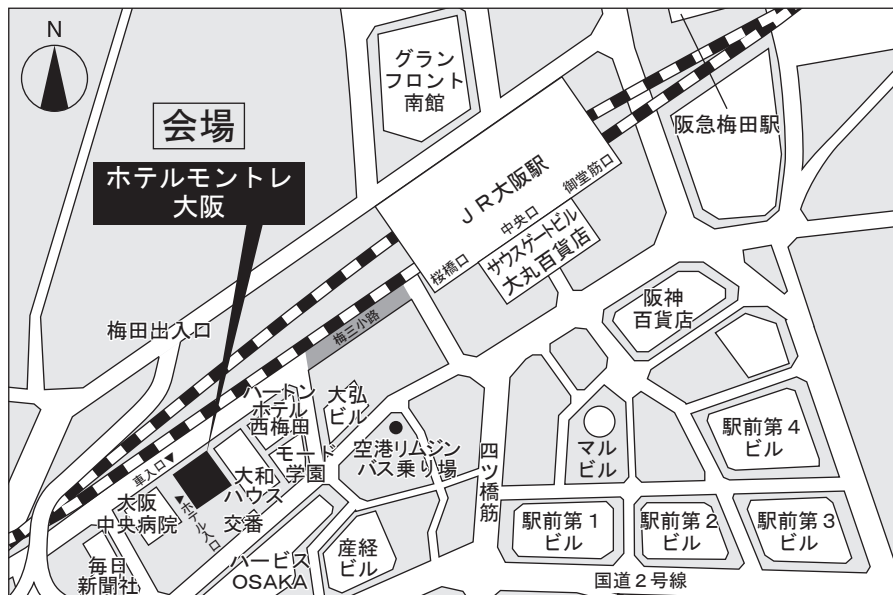 N
会場
ホテルモントレ
大阪
グラン
フロント
南館
阪急梅田駅
JR大阪駅
御堂筋口
中央口
桜橋口
サウスゲートビル
大丸百貨店
阪神
百貨店
梅田出入口
梅三小路
ハートン
ホテル
西梅田
大弘
ビル
モード
学園
空港リムジン
バス乗り場
四ツ橋筋
マル
ビル
駅前第4
ビル
車入口▼
大和
ハウス
大阪
中央病院
▲ホテル入口
交番
駅前第1
ビル
駅前第2
ビル
駅前第3
ビル
毎日
新聞社
ハービス
OSAKA
産経
ビル
国道2号線